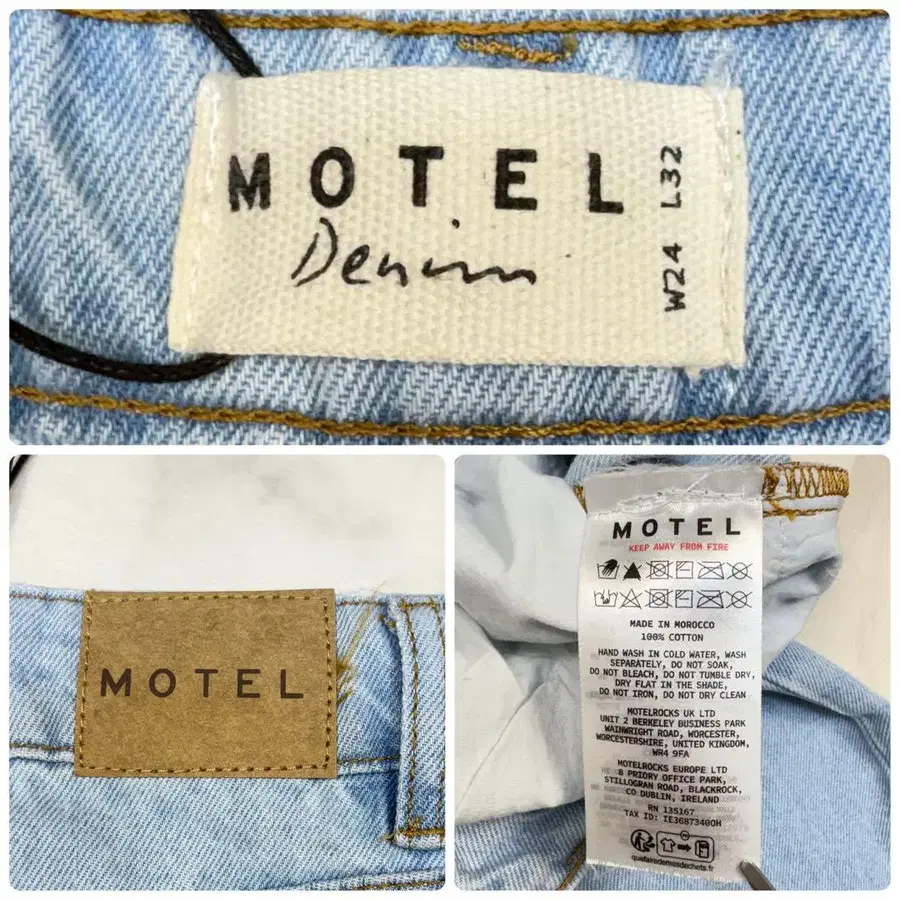 MOTEL
Denim
W24 L32
MOTEL
MOTEL
KEEP AWAY FROM FIRE
MADE IN MOROCCO
100% COTTON
HAND WASH IN COLD WATER, WASH
SEPARATELY, DO NOT SOAK,
DO NOT BLEACH, DO NOT TUMBLE DRY,
DRY FLAT IN THE SHADE,
DO NOT IRON, DO NOT DRY CLEAN
MOTELROCKS UK LTD
UNIT 2 BERKELEY BUSINESS PARK
WAINWRIGHT ROAD, WORCESTER,
WORCESTERSHIRE, UNITED KINGDOM,
WR4 9FA
MOTELROCKS EUROPE LTD
8 PRIORY OFFICE PARK,
STILLOGRAN ROAD, BLACKROCK,
CO DUBLIN, IRELAND
RN 135167
TAX ID: IE3687340OH
quefairedemesdechets.fr